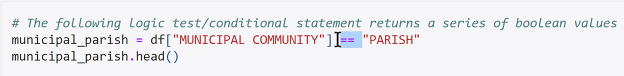 # The following logic test/conditional statement returns a series of boolean values
municipal_parish = df["MUNICIPAL COMMUNITY"] == "PARISH"
municipal_parish.head()